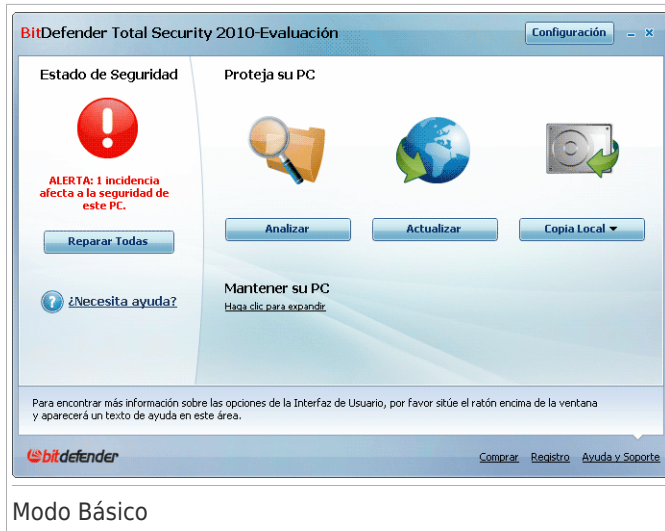 BitDefender Total Security 2010-Evaluación
Configuración
Estado de Seguridad
ALERTA: 1 incidencia
afecta a la seguridad de
este PC.
Reparar Todas
¿Necesita ayuda?
Proteja su PC
Analizar
Actualizar
Copia Local
Mantener su PC
Haga clic para expandir
Para encontrar más información sobre las opciones de la Interfaz de Usuario, por favor sitúe el ratón encima de la ventana
y aparecerá un texto de ayuda en este área.
bitdefender
Comprar Registro Ayuda y Soporte
Modo Básico